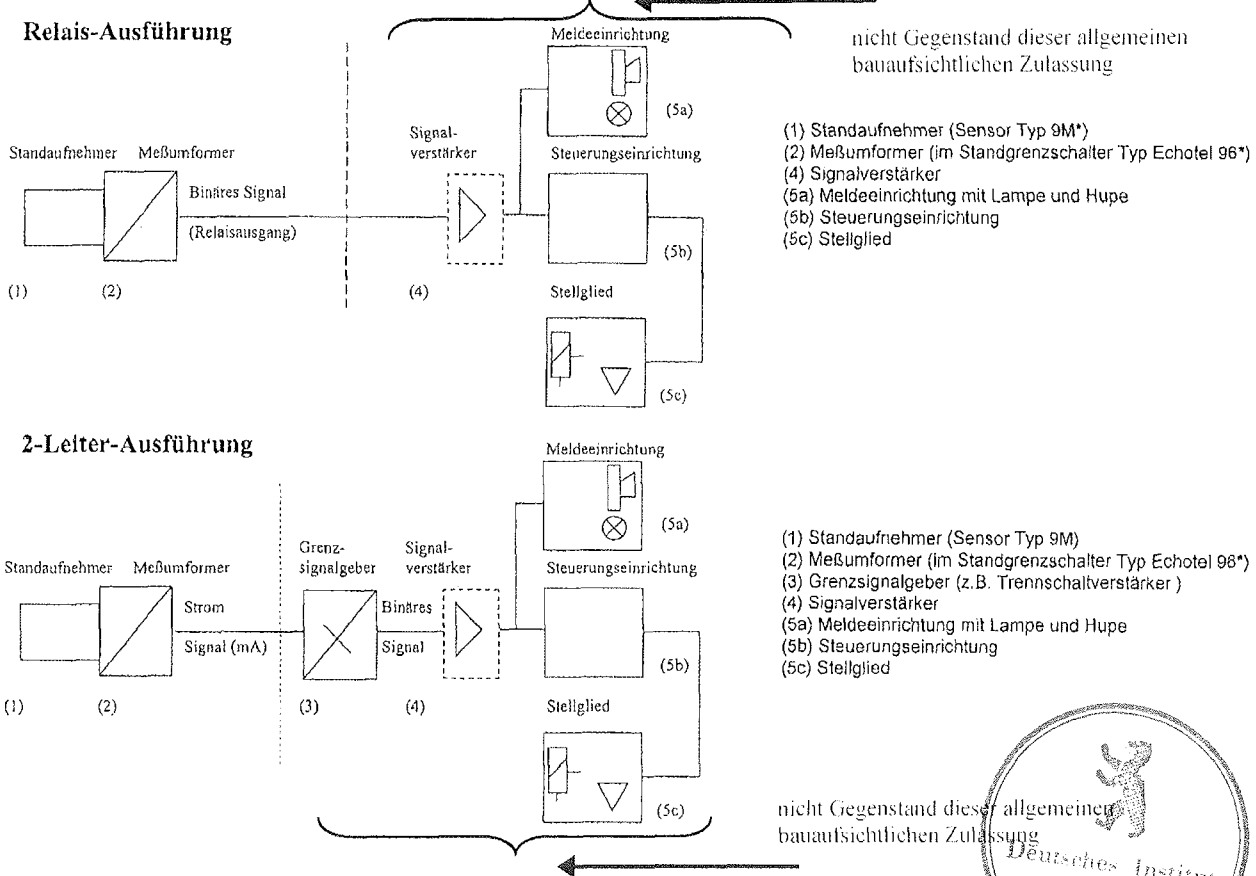 Relais-Ausführung
nicht Gegenstand dieser allgemeinen
bauaufsichtlichen Zulassung
Meldeeinrichtung
(5a)
Signal-
verstärker
Standaufnehmer Meßumformer
Steuerungseinrichtung
Binäres Signal
(Relaisausgang)
(5b)
(1) (2) (4)
Stellglied
(5c)
(1) Standaufnehmer (Sensor Typ 9M*)
(2) Meßumformer (im Standgrenzschalter Typ Echotel 96*)
(4) Signalverstärker
(5a) Meldeeinrichtung mit Lampe und Hupe
(5b) Steuerungseinrichtung
(5c) Stellglied
2-Leiter-Ausführung
Meldeeinrichtung
(5a)
Grenz-
signalgeber
Signal-
verstärker
Standaufnehmer Meßumformer
Steuerungseinrichtung
Strom
Signal (mA)
Binäres
Signal
(5b)
(1) (2) (3) (4)
Stellglied
(5c)
(1) Standaufnehmer (Sensor Typ 9M)
(2) Meßumformer (im Standgrenzschalter Typ Echotel 96*)
(3) Grenzsignalgeber (z.B. Trennschaltverstärker )
(4) Signalverstärker
(5a) Meldeeinrichtung mit Lampe und Hupe
(5b) Steuerungseinrichtung
(5c) Stellglied
nicht Gegenstand dieser allgemeinen
bauaufsichtlichen Zulassung
Deutsches